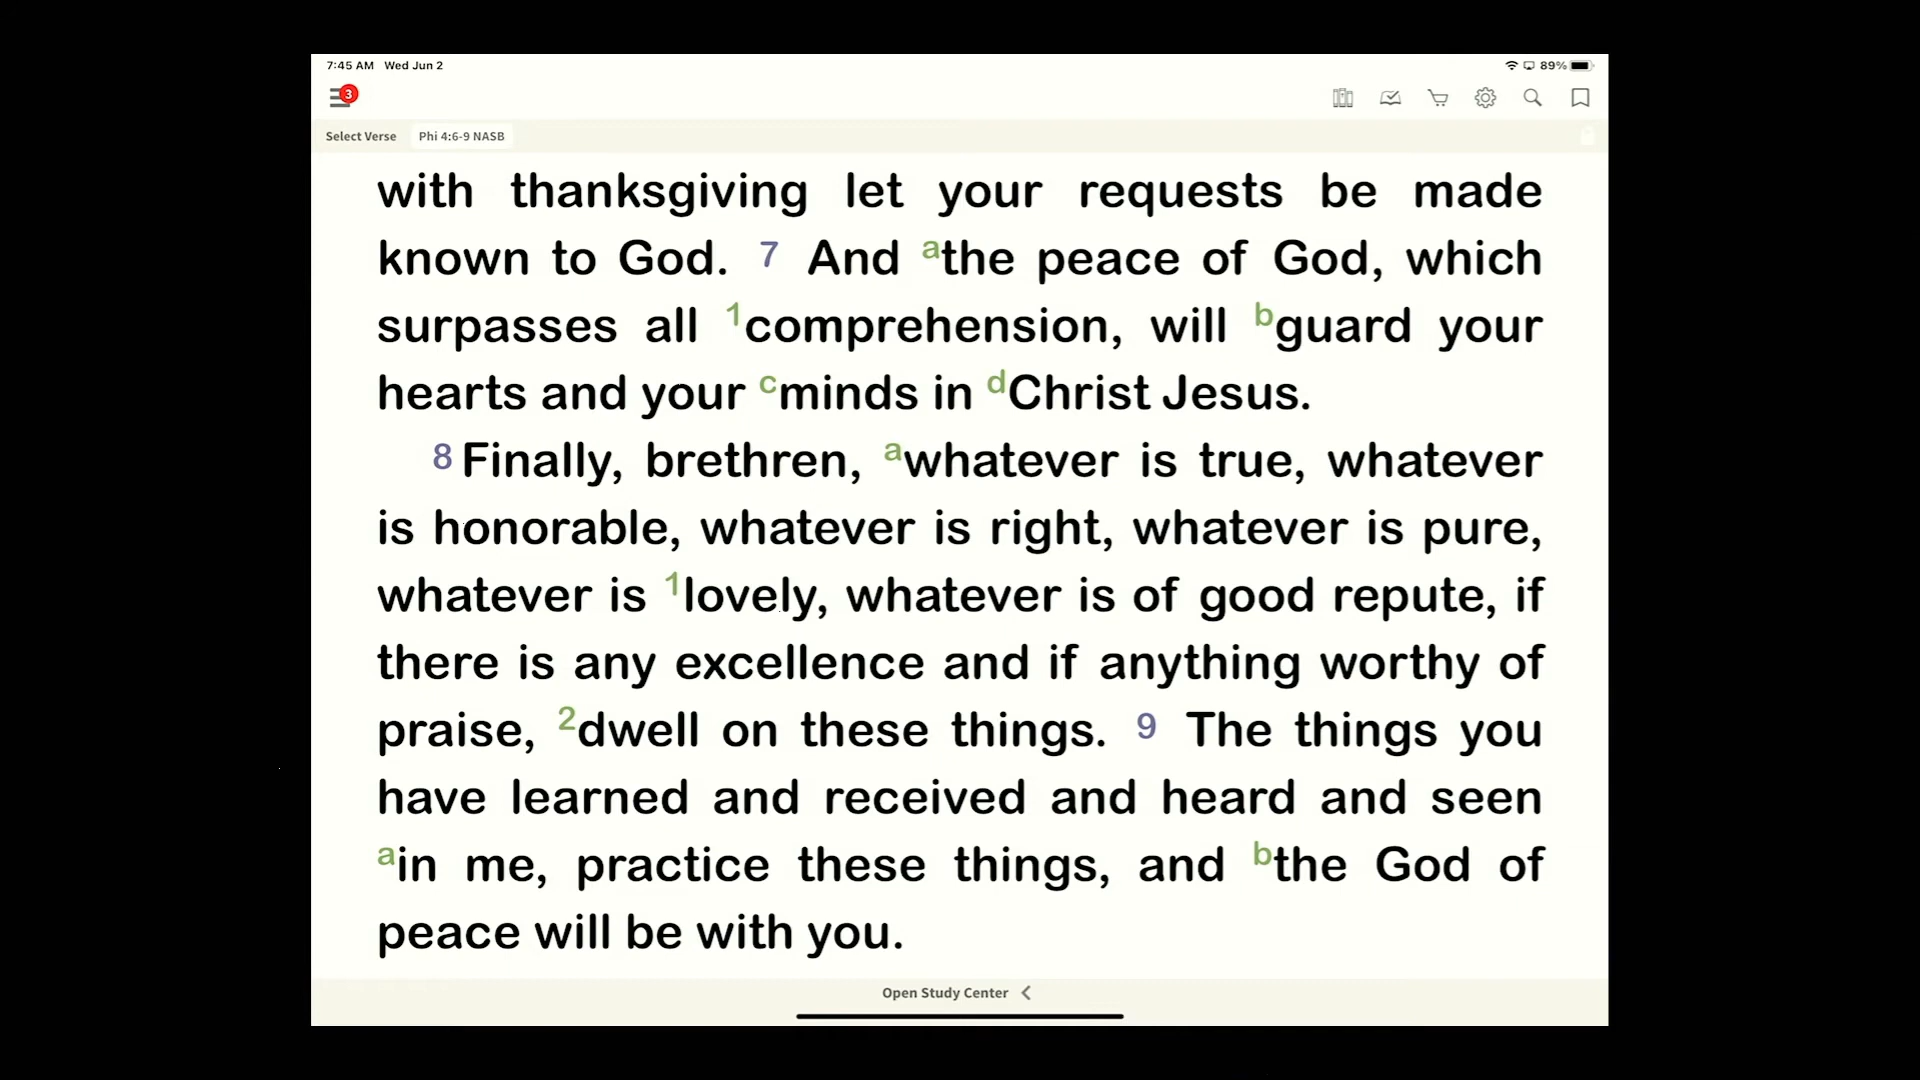 7:45 AM Wed Jun 2
89%
3
Select Verse Phi 4:6-9 NASB
with thanksgiving let your requests be made
known to God. 7 And athe peace of God, which
surpasses all 1comprehension, will bguard your
hearts and your cminds in dChrist Jesus.
8 Finally, brethren, awhatever is true, whatever
is honorable, whatever is right, whatever is pure,
whatever is 1lovely, whatever is of good repute, if
there is any excellence and if anything worthy of
praise, 2dwell on these things. 9 The things you
have learned and received and heard and seen
ain me, practice these things, and bthe God of
peace will be with you.
Open Study Center